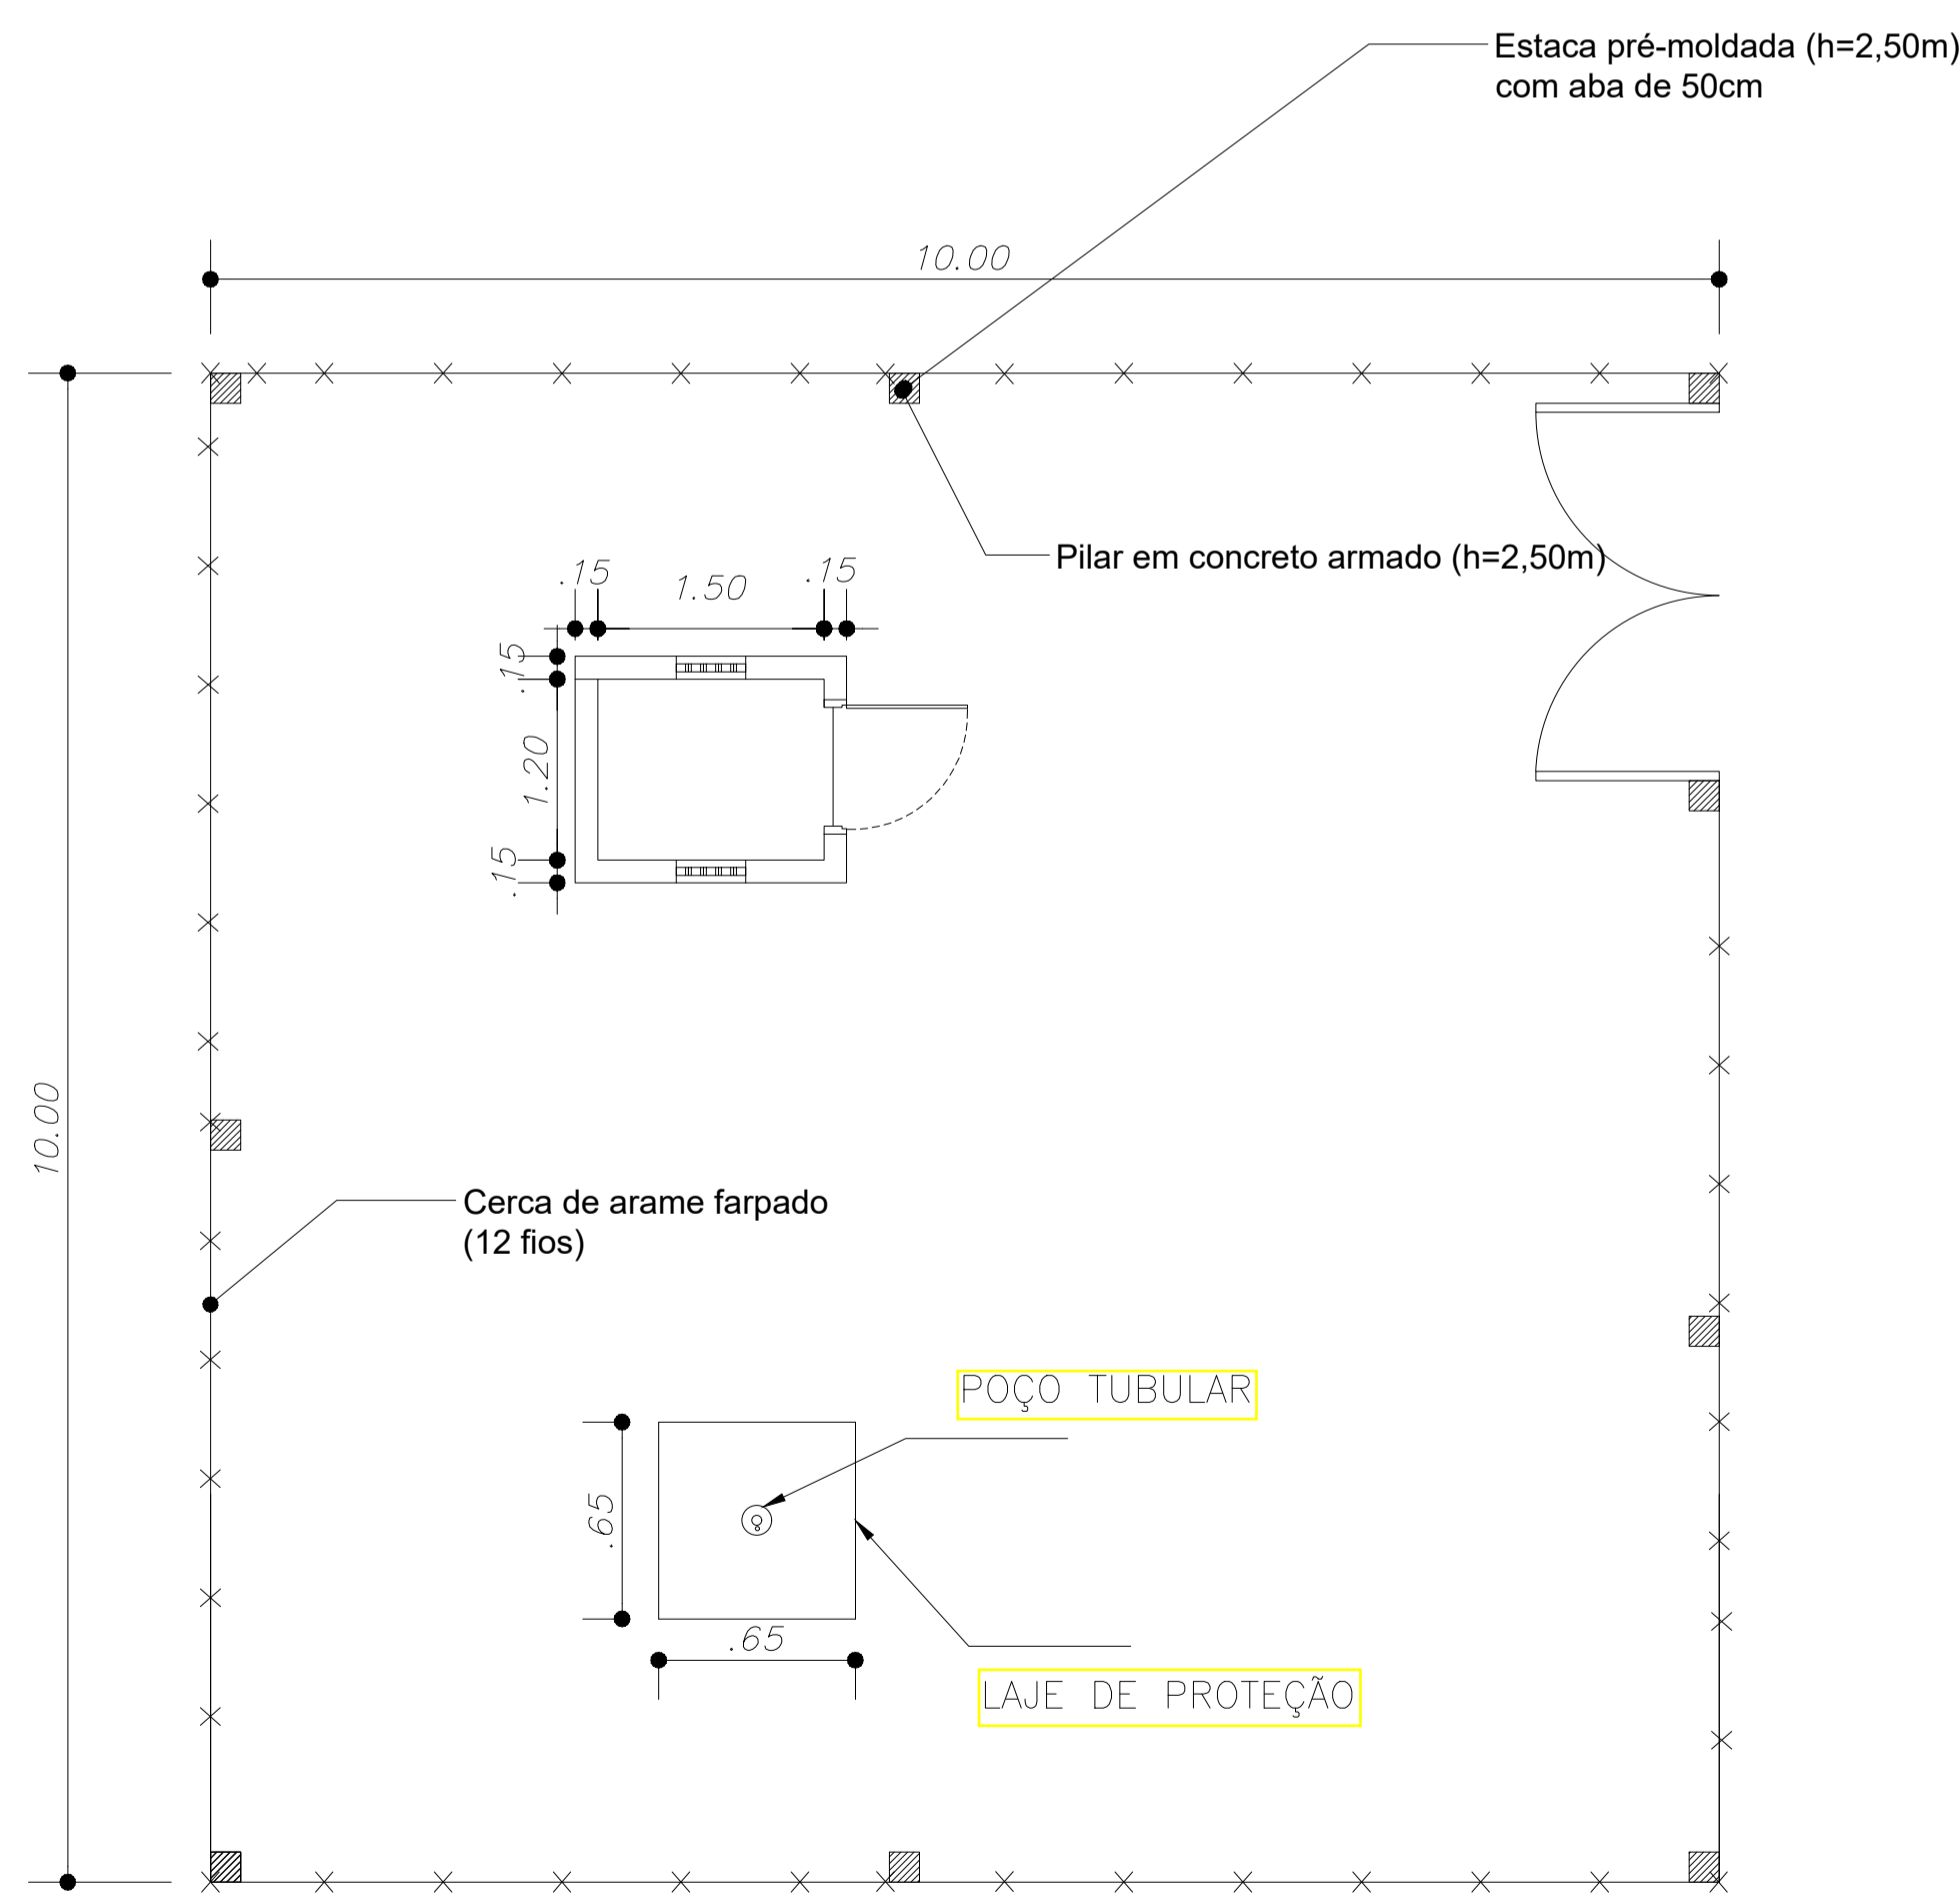 Estaca pré-moldada (h=2,50m)
com aba de 50cm
10.00
Pilar em concreto armado (h=2,50m)
.15
1.50
.15
.15
1.20
.15
10.00
Cerca de arame farpado
(12 fios)
POÇO TUBULAR
.65
.65
LAJE DE PROTEÇÃO